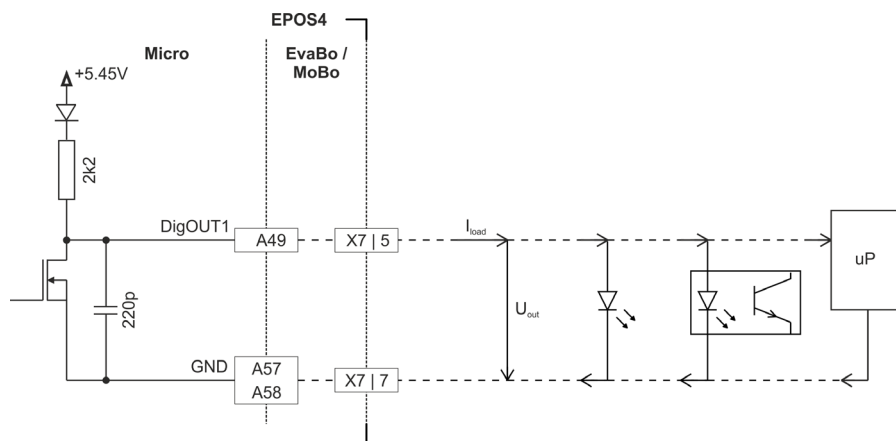 EPOS4
Micro
EvaBo /
MoBo
+5.45V
2k2
DigOUT1
A49
X7 | 5
Iload
uP
220p
Uout
GND
A57
A58
X7 | 7